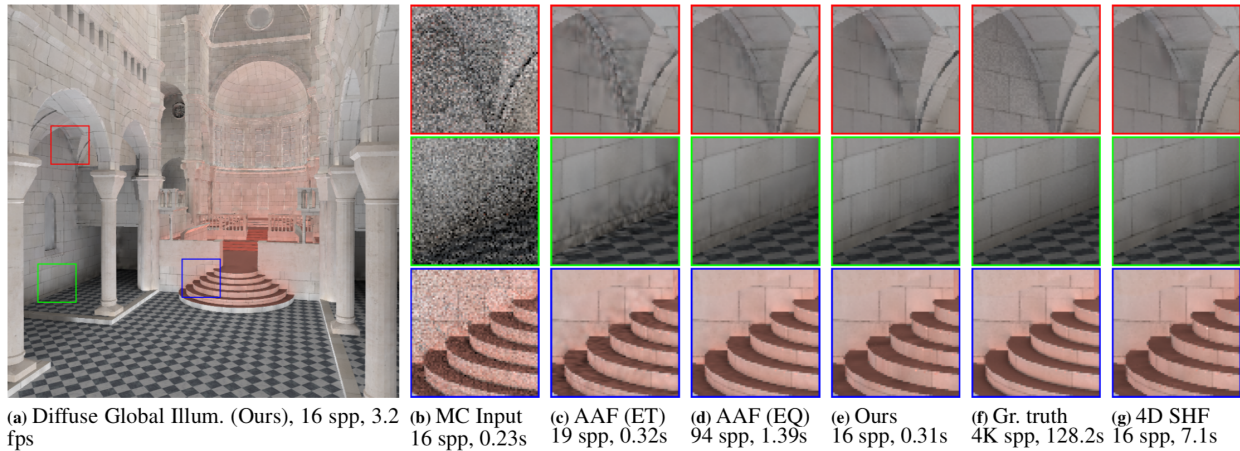 (a) Diffuse Global Illum. (Ours), 16 spp, 3.2
fps
(b) MC Input
16 spp, 0.23s
(c) AAF (ET)
19 spp, 0.32s
(d) AAF (EQ)
94 spp, 1.39s
(e) Ours
16 spp, 0.31s
(f) Gr. truth
4K spp, 128.2s
(g) 4D SHF
16 spp, 7.1s